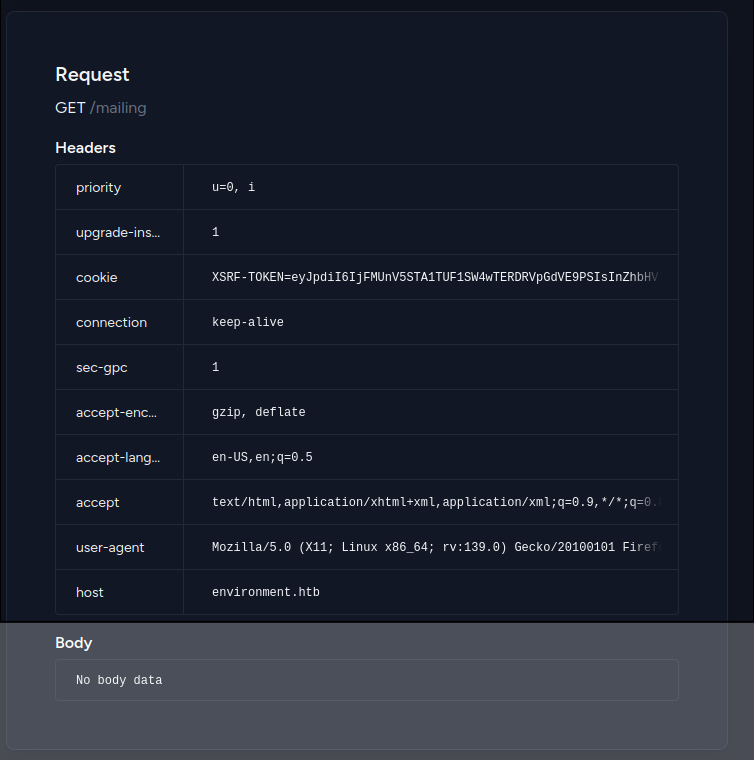 Request
GET /mailing
Headers
priority u=0, i
upgrade-ins… 1
cookie XSRF-TOKEN=eyJpdiI6IjFMUnV5STA1TUF1SW4wTERDRVpGdVE9PSIsInZhbHV
connection keep-alive
sec-gpc 1
accept-enc… gzip, deflate
accept-lang… en-US,en;q=0.5
accept text/html,application/xhtml+xml,application/xml;q=0.9,*/*;q=0.
user-agent Mozilla/5.0 (X11; Linux x86_64; rv:139.0) Gecko/20100101 Firef
host environment.htb
Body
No body data